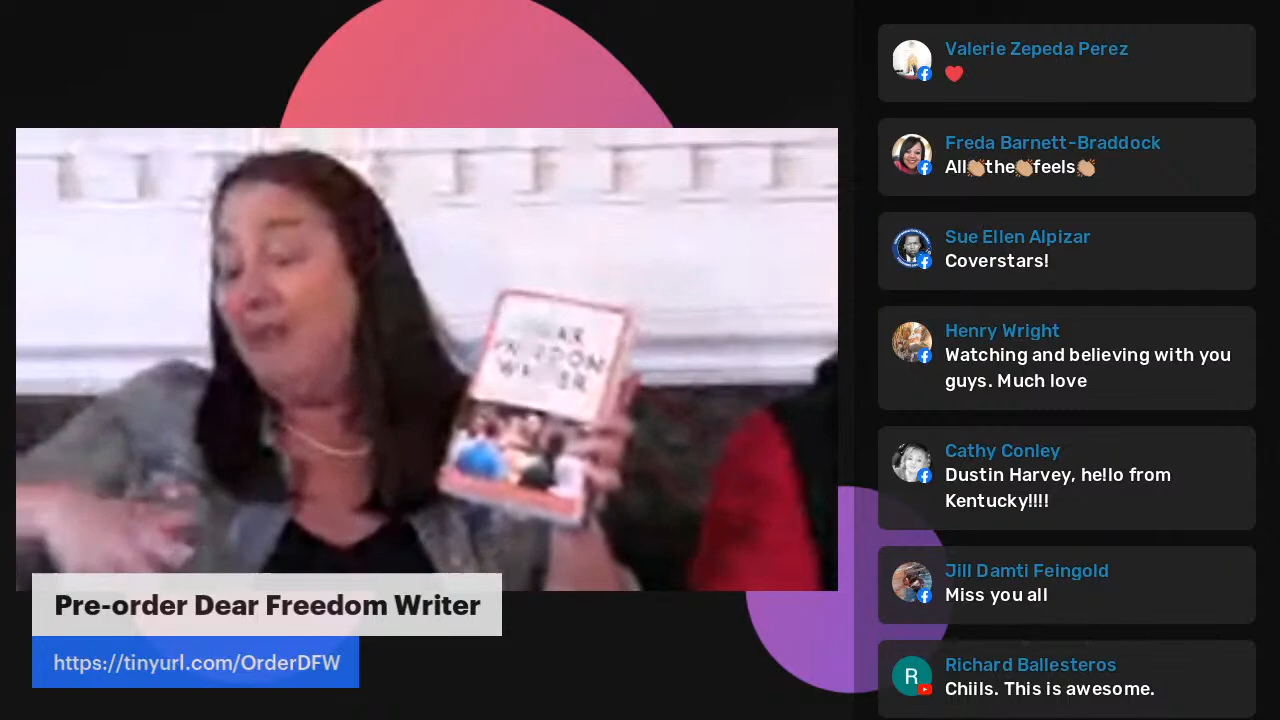 FREEDOM
WRITER
Pre-order Dear Freedom Writer
https://tinyurl.com/OrderDFW
Valerie Zepeda Perez
❤️
Freda Barnett-Braddock
All👏🏼the👏🏼feels👏🏼
Sue Ellen Alpizar
Coverstars!
Henry Wright
Watching and believing with you
guys. Much love
Cathy Conley
Dustin Harvey, hello from
Kentucky!!!!
Jill Damti Feingold
Miss you all
R
Richard Ballesteros
Chiils. This is awesome.